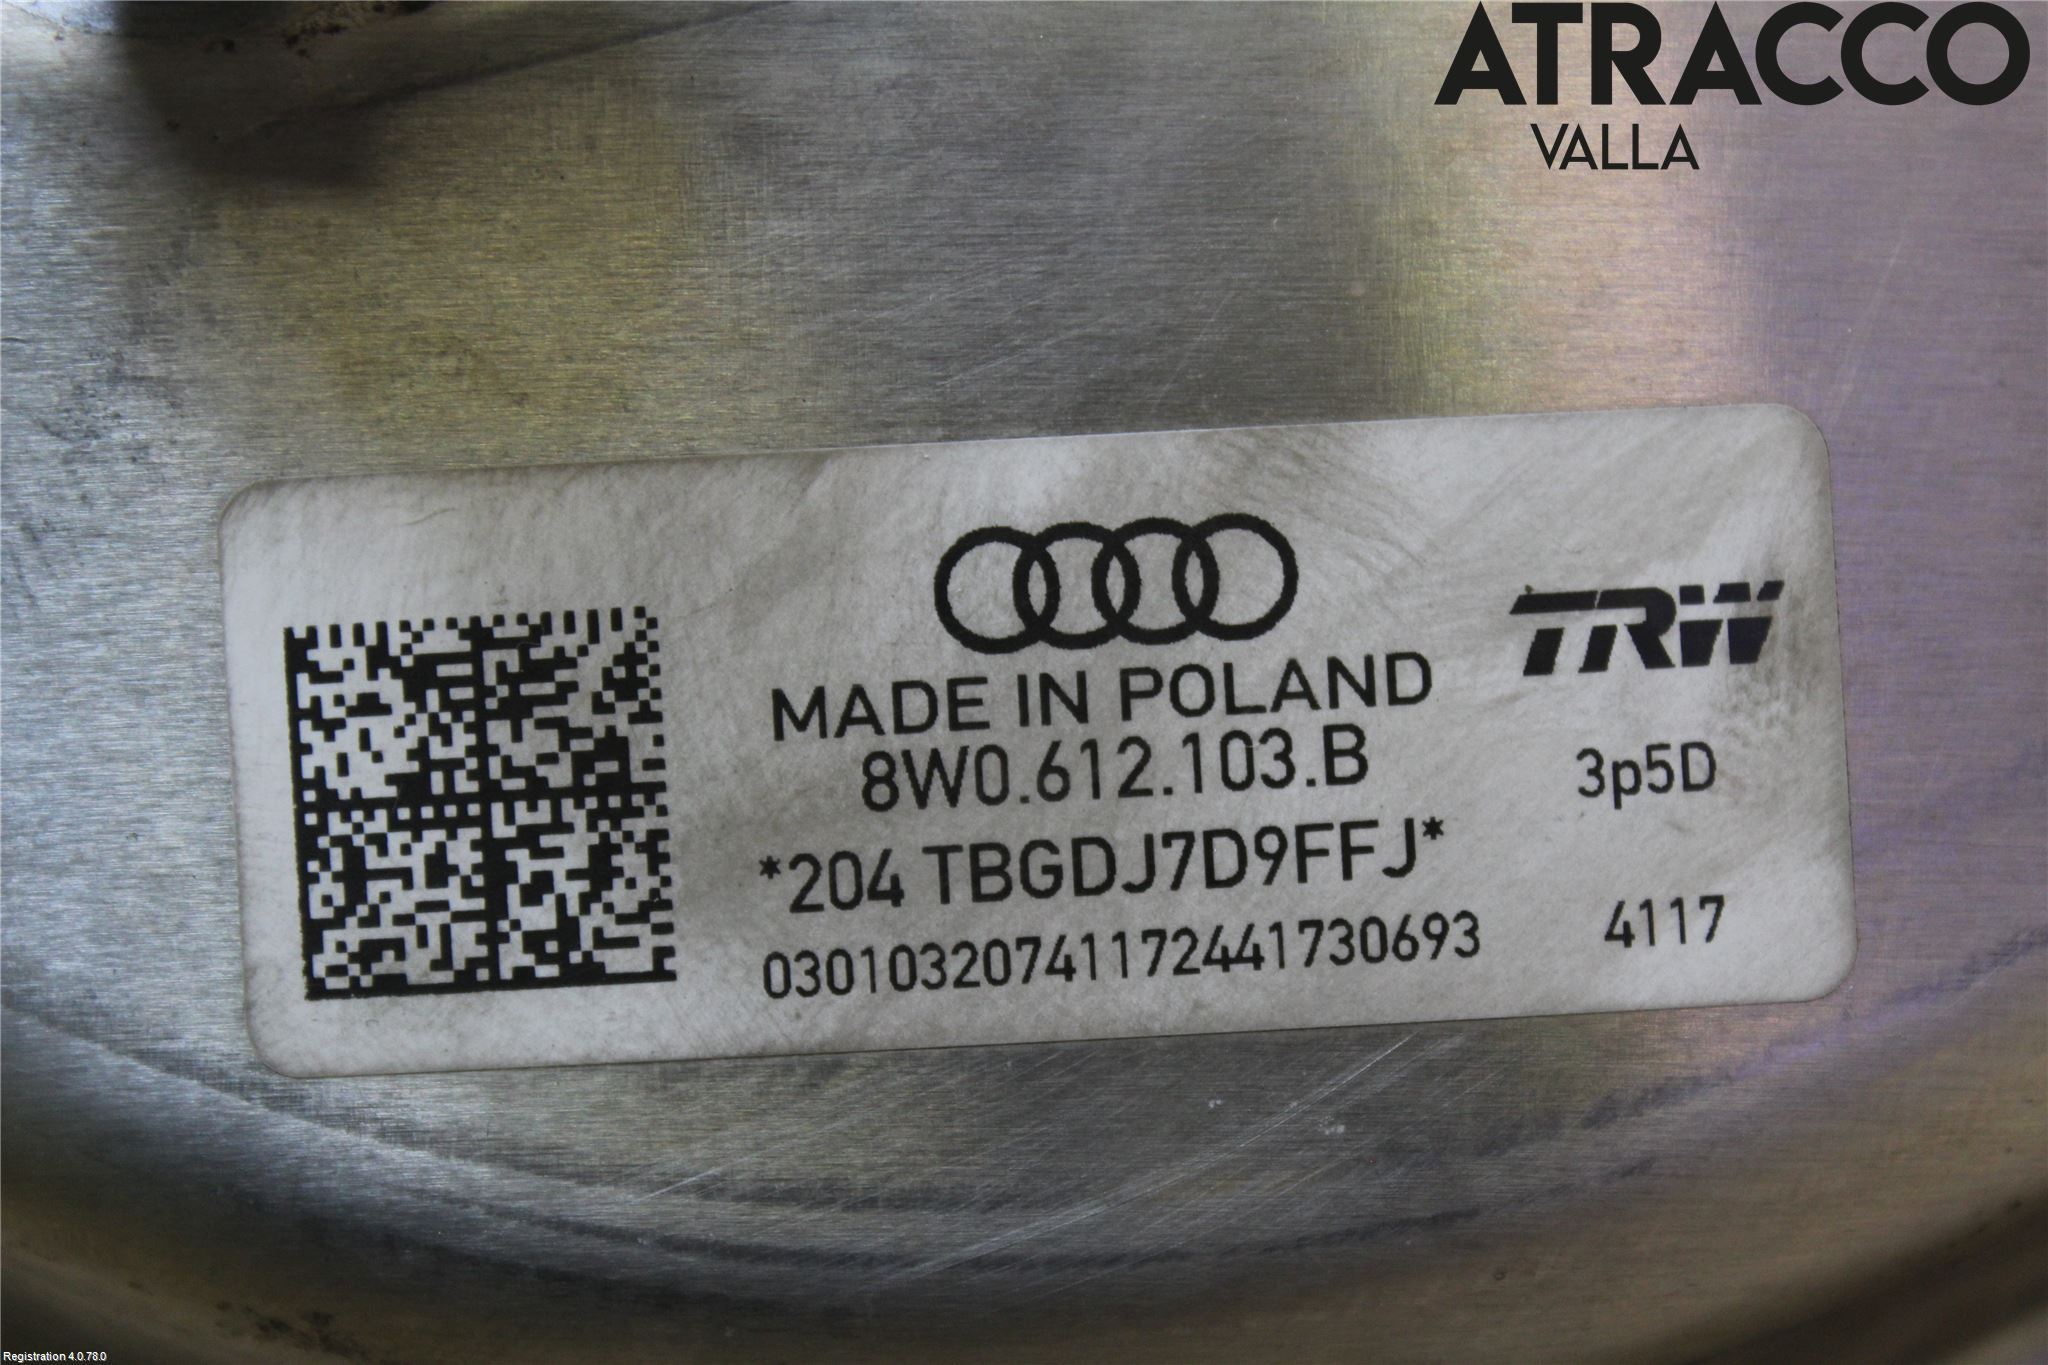 ATRACCO
VALLA
TRW
MADE IN POLAND
8W0.612.103.B
3p5D
*204 TBGDJ7D9FFJ*
03010320741172441730693
4117
Registration 4.0.78.0